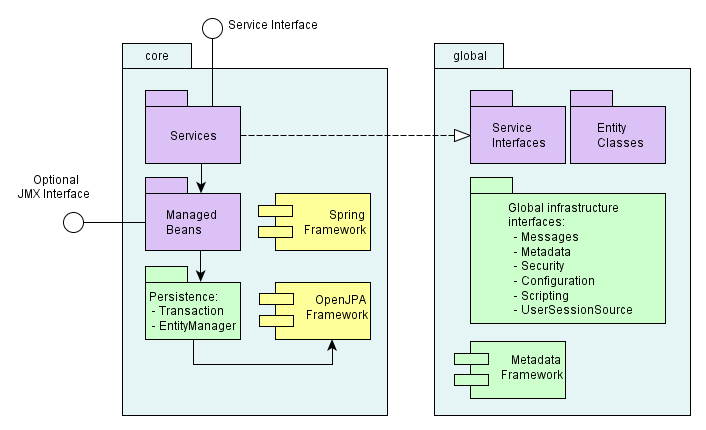 Service Interface
core
global
Services
Service
Interfaces
Entity
Classes
Optional
JMX Interface
Managed
Beans
Spring
Framework
Global infrastructure
interfaces:
- Messages
- Metadata
- Security
- Configuration
- Scripting
- UserSessionSource
Persistence:
- Transaction
- EntityManager
OpenJPA
Framework
Metadata
Framework